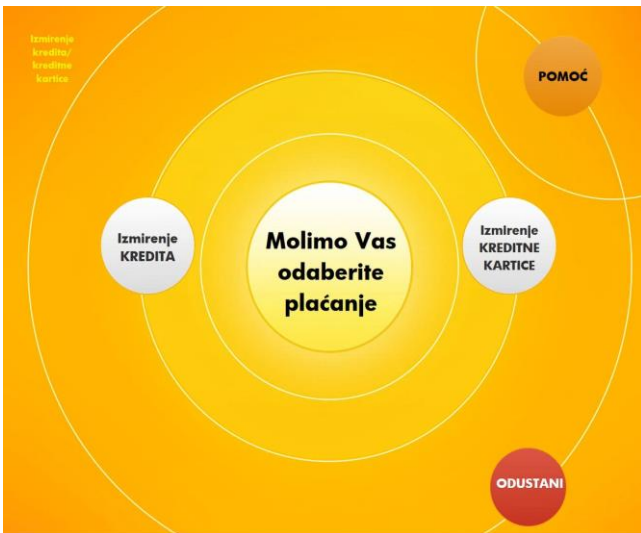 Izmirenje
kredita/
kreditne
kartice
POMOĆ
Izmirenje
KREDITA
Molimo Vas
odaberite
plaćanje
Izmirenje
KREDITNE
KARTICE
ODUSTANI